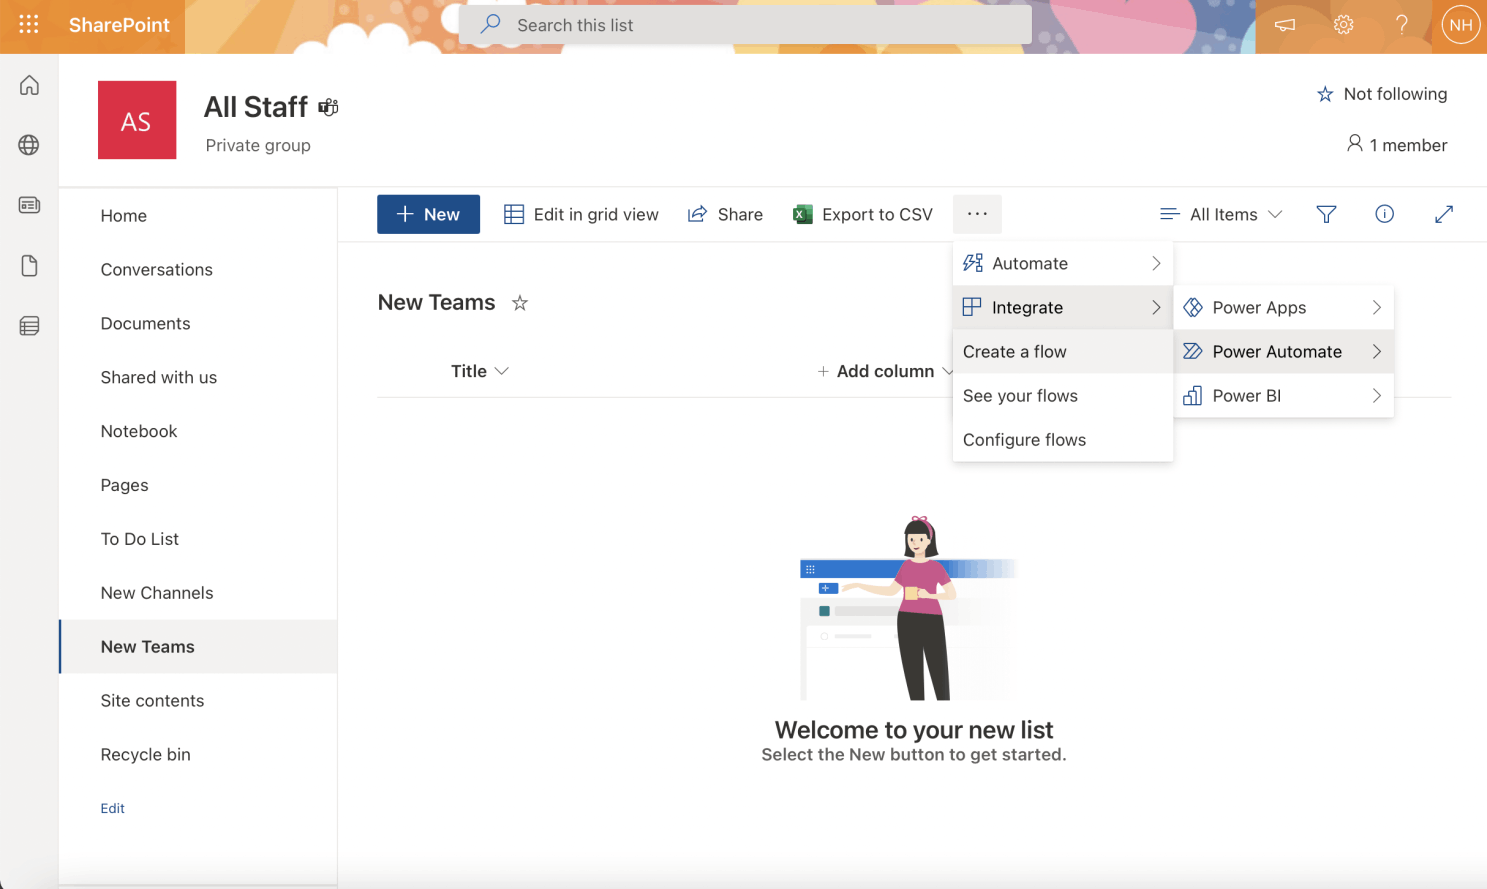 SharePoint
Search this list
NH
AS
All Staff
Private group
Not following
1 member
Home
Conversations
Documents
Shared with us
Notebook
Pages
To Do List
New Channels
New Teams
Site contents
Recycle bin
Edit
+ New
Edit in grid view
Share
Export to CSV
...
All Items
New Teams
Title
+ Add column
Automate
Integrate
Create a flow
See your flows
Configure flows
Power Apps
Power Automate
Power BI
Welcome to your new list
Select the New button to get started.